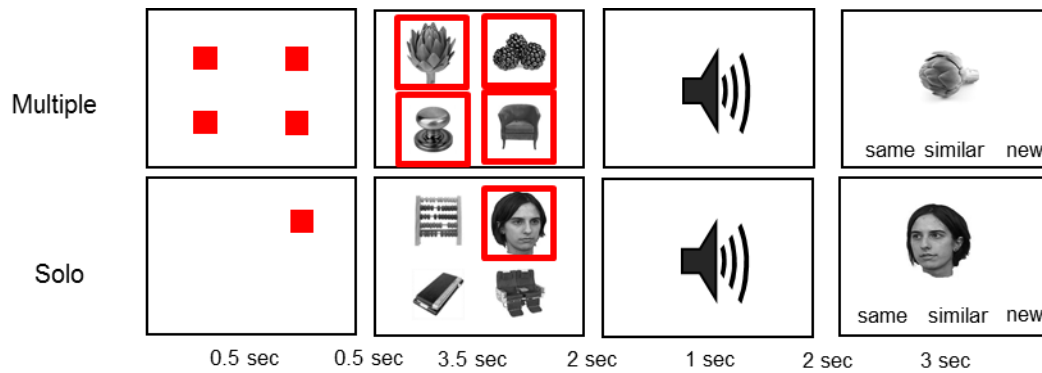 Multiple
same similar new
Solo
same similar new
0.5 sec 0.5 sec 3.5 sec 2 sec 1 sec 2 sec 3 sec